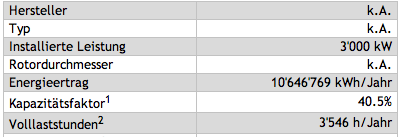 Hersteller k.A.
Typ k.A.
Installierte Leistung 3'000 kW
Rotordurchmesser k.A.
Energieertrag 10'646'769 kWh/Jahr
Kapazitätsfaktor¹ 40.5%
Volllaststunden² 3'546 h/Jahr